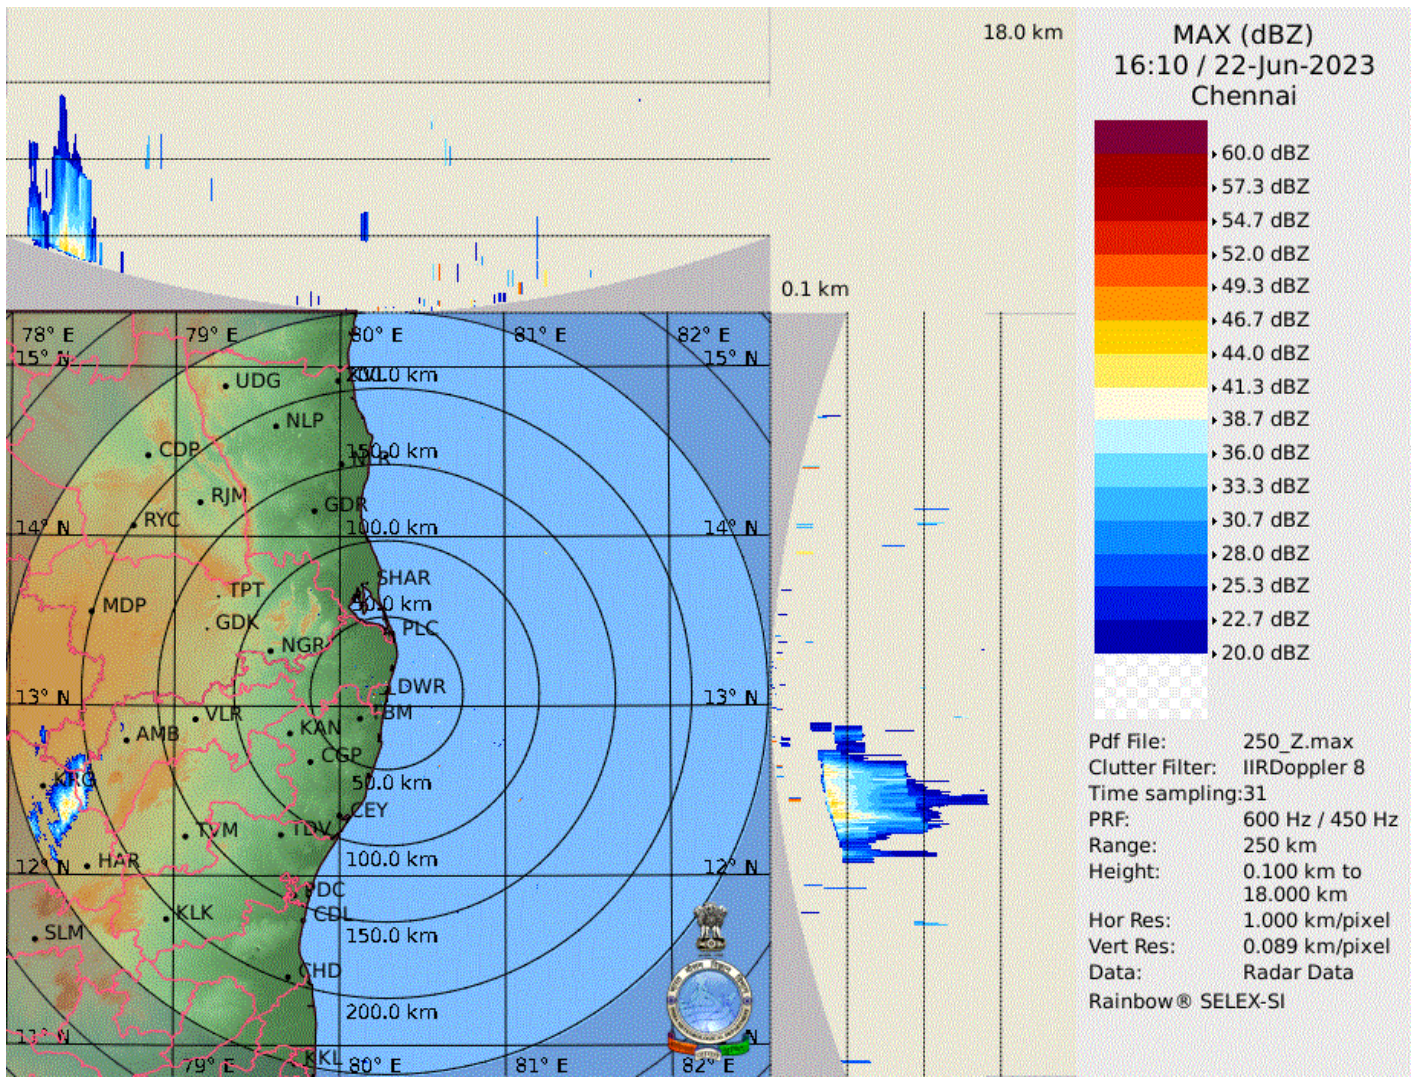 18.0 km
0.1 km
MAX (dBZ)
16:10 / 22-Jun-2023
Chennai
60.0 dBZ
57.3 dBZ
54.7 dBZ
52.0 dBZ
49.3 dBZ
46.7 dBZ
44.0 dBZ
41.3 dBZ
38.7 dBZ
36.0 dBZ
33.3 dBZ
30.7 dBZ
28.0 dBZ
25.3 dBZ
22.7 dBZ
20.0 dBZ
Pdf File: 250_Z.max
Clutter Filter: IIRDoppler 8
Time sampling:31
PRF: 600 Hz / 450 Hz
Range: 250 km
Height: 0.100 km to
18.000 km
Hor Res: 1.000 km/pixel
Vert Res: 0.089 km/pixel
Data: Radar Data
Rainbow® SELEX-SI
78° E 79° E 80° E 81° E 82° E
15° N 15° N
UDG
NLP
CDP 150.0 km
RJM
GDR
RYC
14° N 100.0 km 14° N
SHAR
TPT
MDP
GDK PLC
NGR
DWR
13° N 13° N
VLR
KAN
AMB
CGP
KRG 50.0 km
CEY
TVM TDV
100.0 km
HAR
12° N 12° N
PDC
KLK CDL
SLM 150.0 km
CHD
200.0 km
11° N 11° N
KKL
79° E 80° E 81° E 82° E